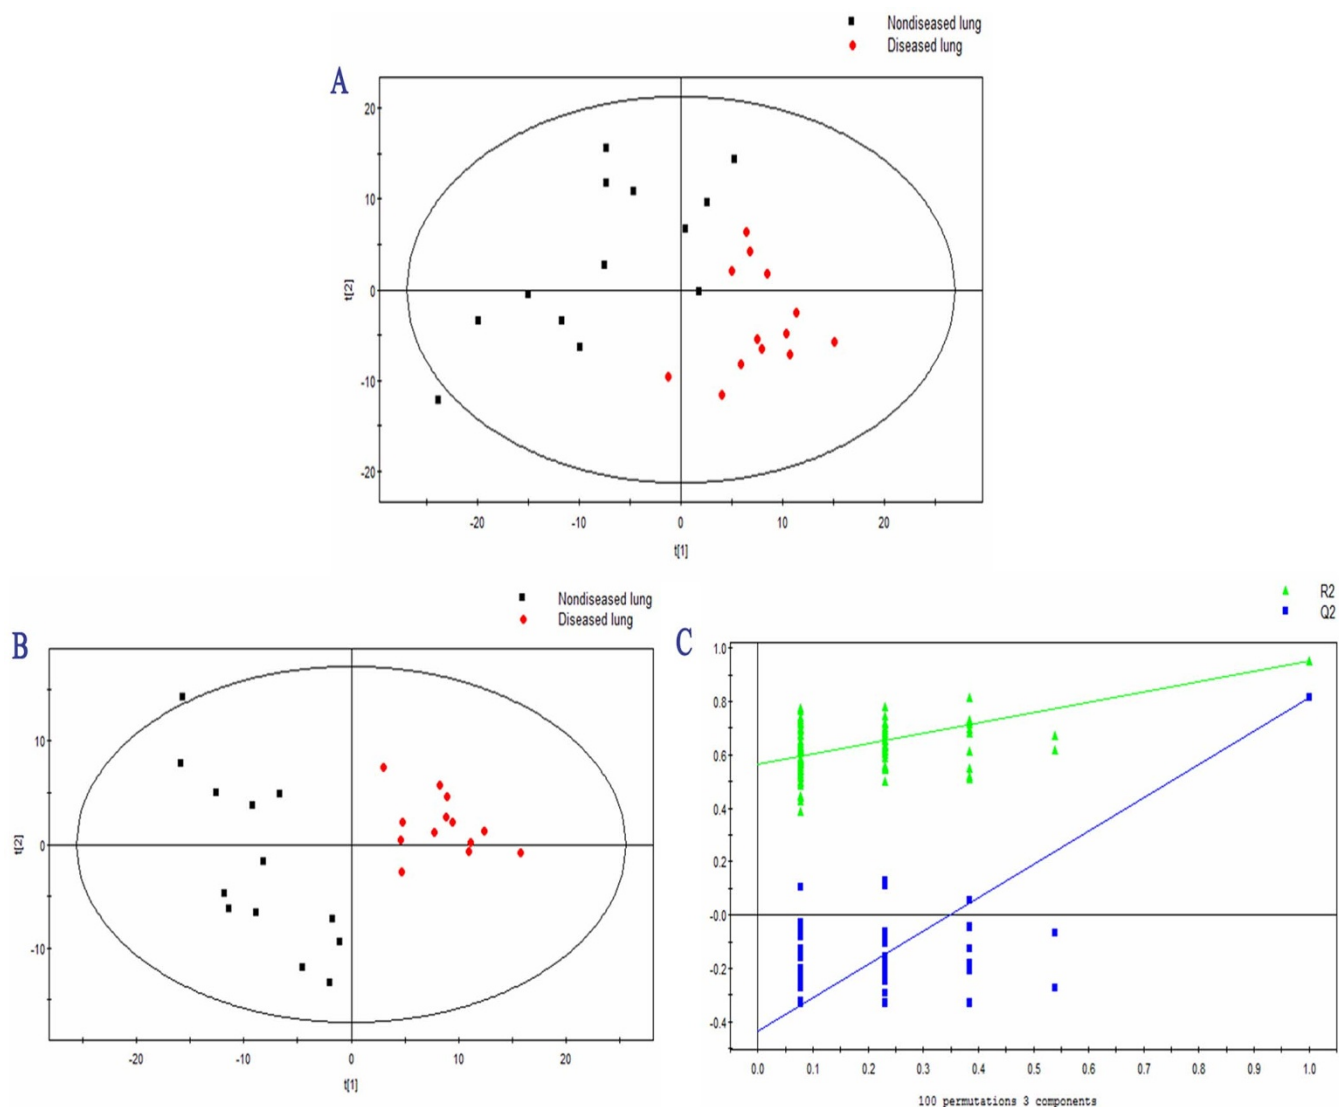 Nondiseased lung
Diseased lung
A
20
10
0
-10
-20
t[2]
-20 -10 0 10 20
t[1]
Nondiseased lung
Diseased lung
B
10
0
-10
t[2]
-20 -10 0 10 20
t[1]
R2
Q2
C
1.0
0.8
0.6
0.4
0.2
-0.0
-0.2
-0.4
0.0 0.1 0.2 0.3 0.4 0.5 0.6 0.7 0.8 0.9 1.0
100 permutations 3 components